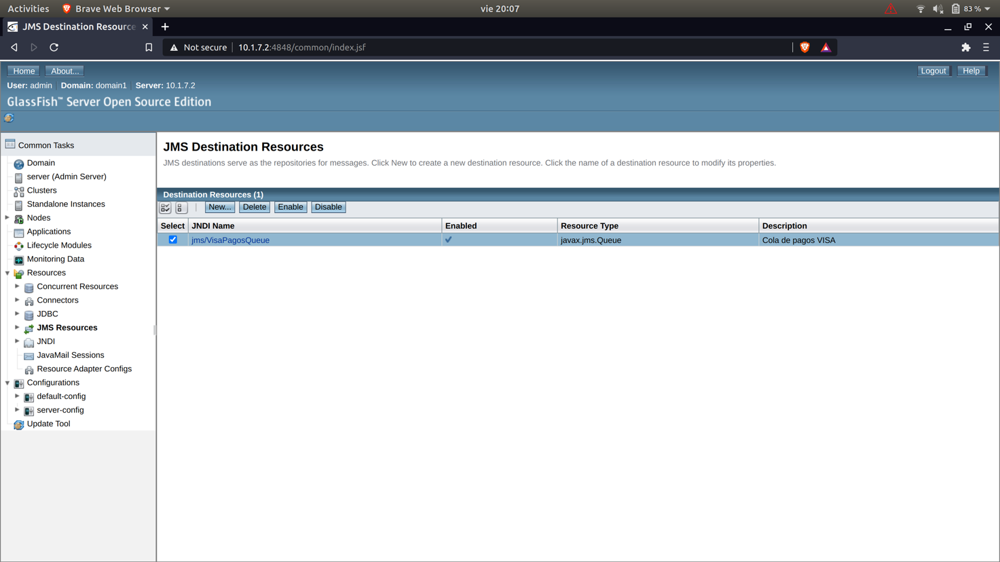 Activities Brave Web Browser vie 20:07 83 %
JMS Destination Resource
Not secure 10.1.7.2:4848/common/index.jsf
Home About... Logout Help
User: admin Domain: domain1 Server: 10.1.7.2
GlassFish™ Server Open Source Edition
Common Tasks
Domain
server (Admin Server)
Clusters
Standalone Instances
Nodes
Applications
Lifecycle Modules
Monitoring Data
Resources
Concurrent Resources
Connectors
JDBC
JMS Resources
JNDI
JavaMail Sessions
Resource Adapter Configs
Configurations
default-config
server-config
Update Tool
JMS Destination Resources
JMS destinations serve as the repositories for messages. Click New to create a new destination resource. Click the name of a destination resource to modify its properties.
Destination Resources (1)
New... Delete Enable Disable
Select JNDI Name Enabled Resource Type Description
jms/VisaPagosQueue javax.jms.Queue Cola de pagos VISA